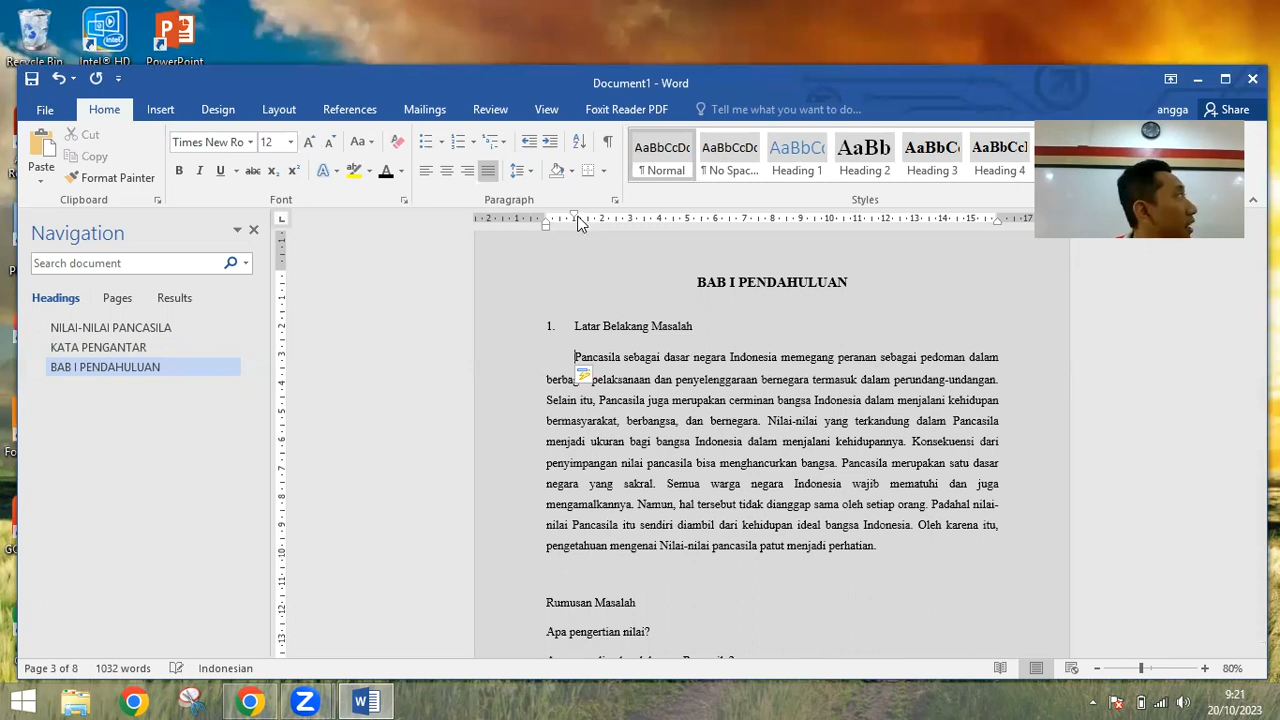 Recycle Bin
Intel® HD
PowerPoint
Document1 - Word
File
Home
Insert
Design
Layout
References
Mailings
Review
View
Foxit Reader PDF
Tell me what you want to do...
angga
Share
Paste
Cut
Copy
Format Painter
Clipboard
Times New Ro
12
Font
Paragraph
AaBbCcDc
¶ Normal
AaBbCcDc
¶ No Spac...
AaBbCc
Heading 1
AaBb
Heading 2
AaBbC
Heading 3
AaBbC
Heading 4
Styles
Navigation
Search document
Headings
Pages
Results
NILAI-NILAI PANCASILA
KATA PENGANTAR
BAB I PENDAHULUAN
BAB I PENDAHULUAN
1. Latar Belakang Masalah
Pancasila sebagai dasar negara Indonesia memegang peranan sebagai pedoman dalam
pelaksanaan dan penyelenggaraan bernegara termasuk dalam perundang-undangan.
Selain itu, Pancasila juga merupakan cerminan bangsa Indonesia dalam menjalani kehidupan
bermasyarakat, berbangsa, dan bernegara. Nilai-nilai yang terkandung dalam Pancasila
menjadi ukuran bagi bangsa Indonesia dalam menjalani kehidupannya. Konsekuensi dari
penyimpangan nilai pancasila bisa menghancurkan bangsa. Pancasila merupakan satu dasar
negara yang sakral. Semua warga negara Indonesia wajib mematuhi dan juga
mengamalkannya. Namun, hal tersebut tidak dianggap sama oleh setiap orang. Padahal nilai-
nilai Pancasila itu sendiri diambil dari kehidupan ideal bangsa Indonesia. Oleh karena itu,
pengetahuan mengenai Nilai-nilai pancasila patut menjadi perhatian.
Rumusan Masalah
Apa pengertian nilai?
Page 3 of 8
1032 words
Indonesian
80%
9:21
20/10/2023